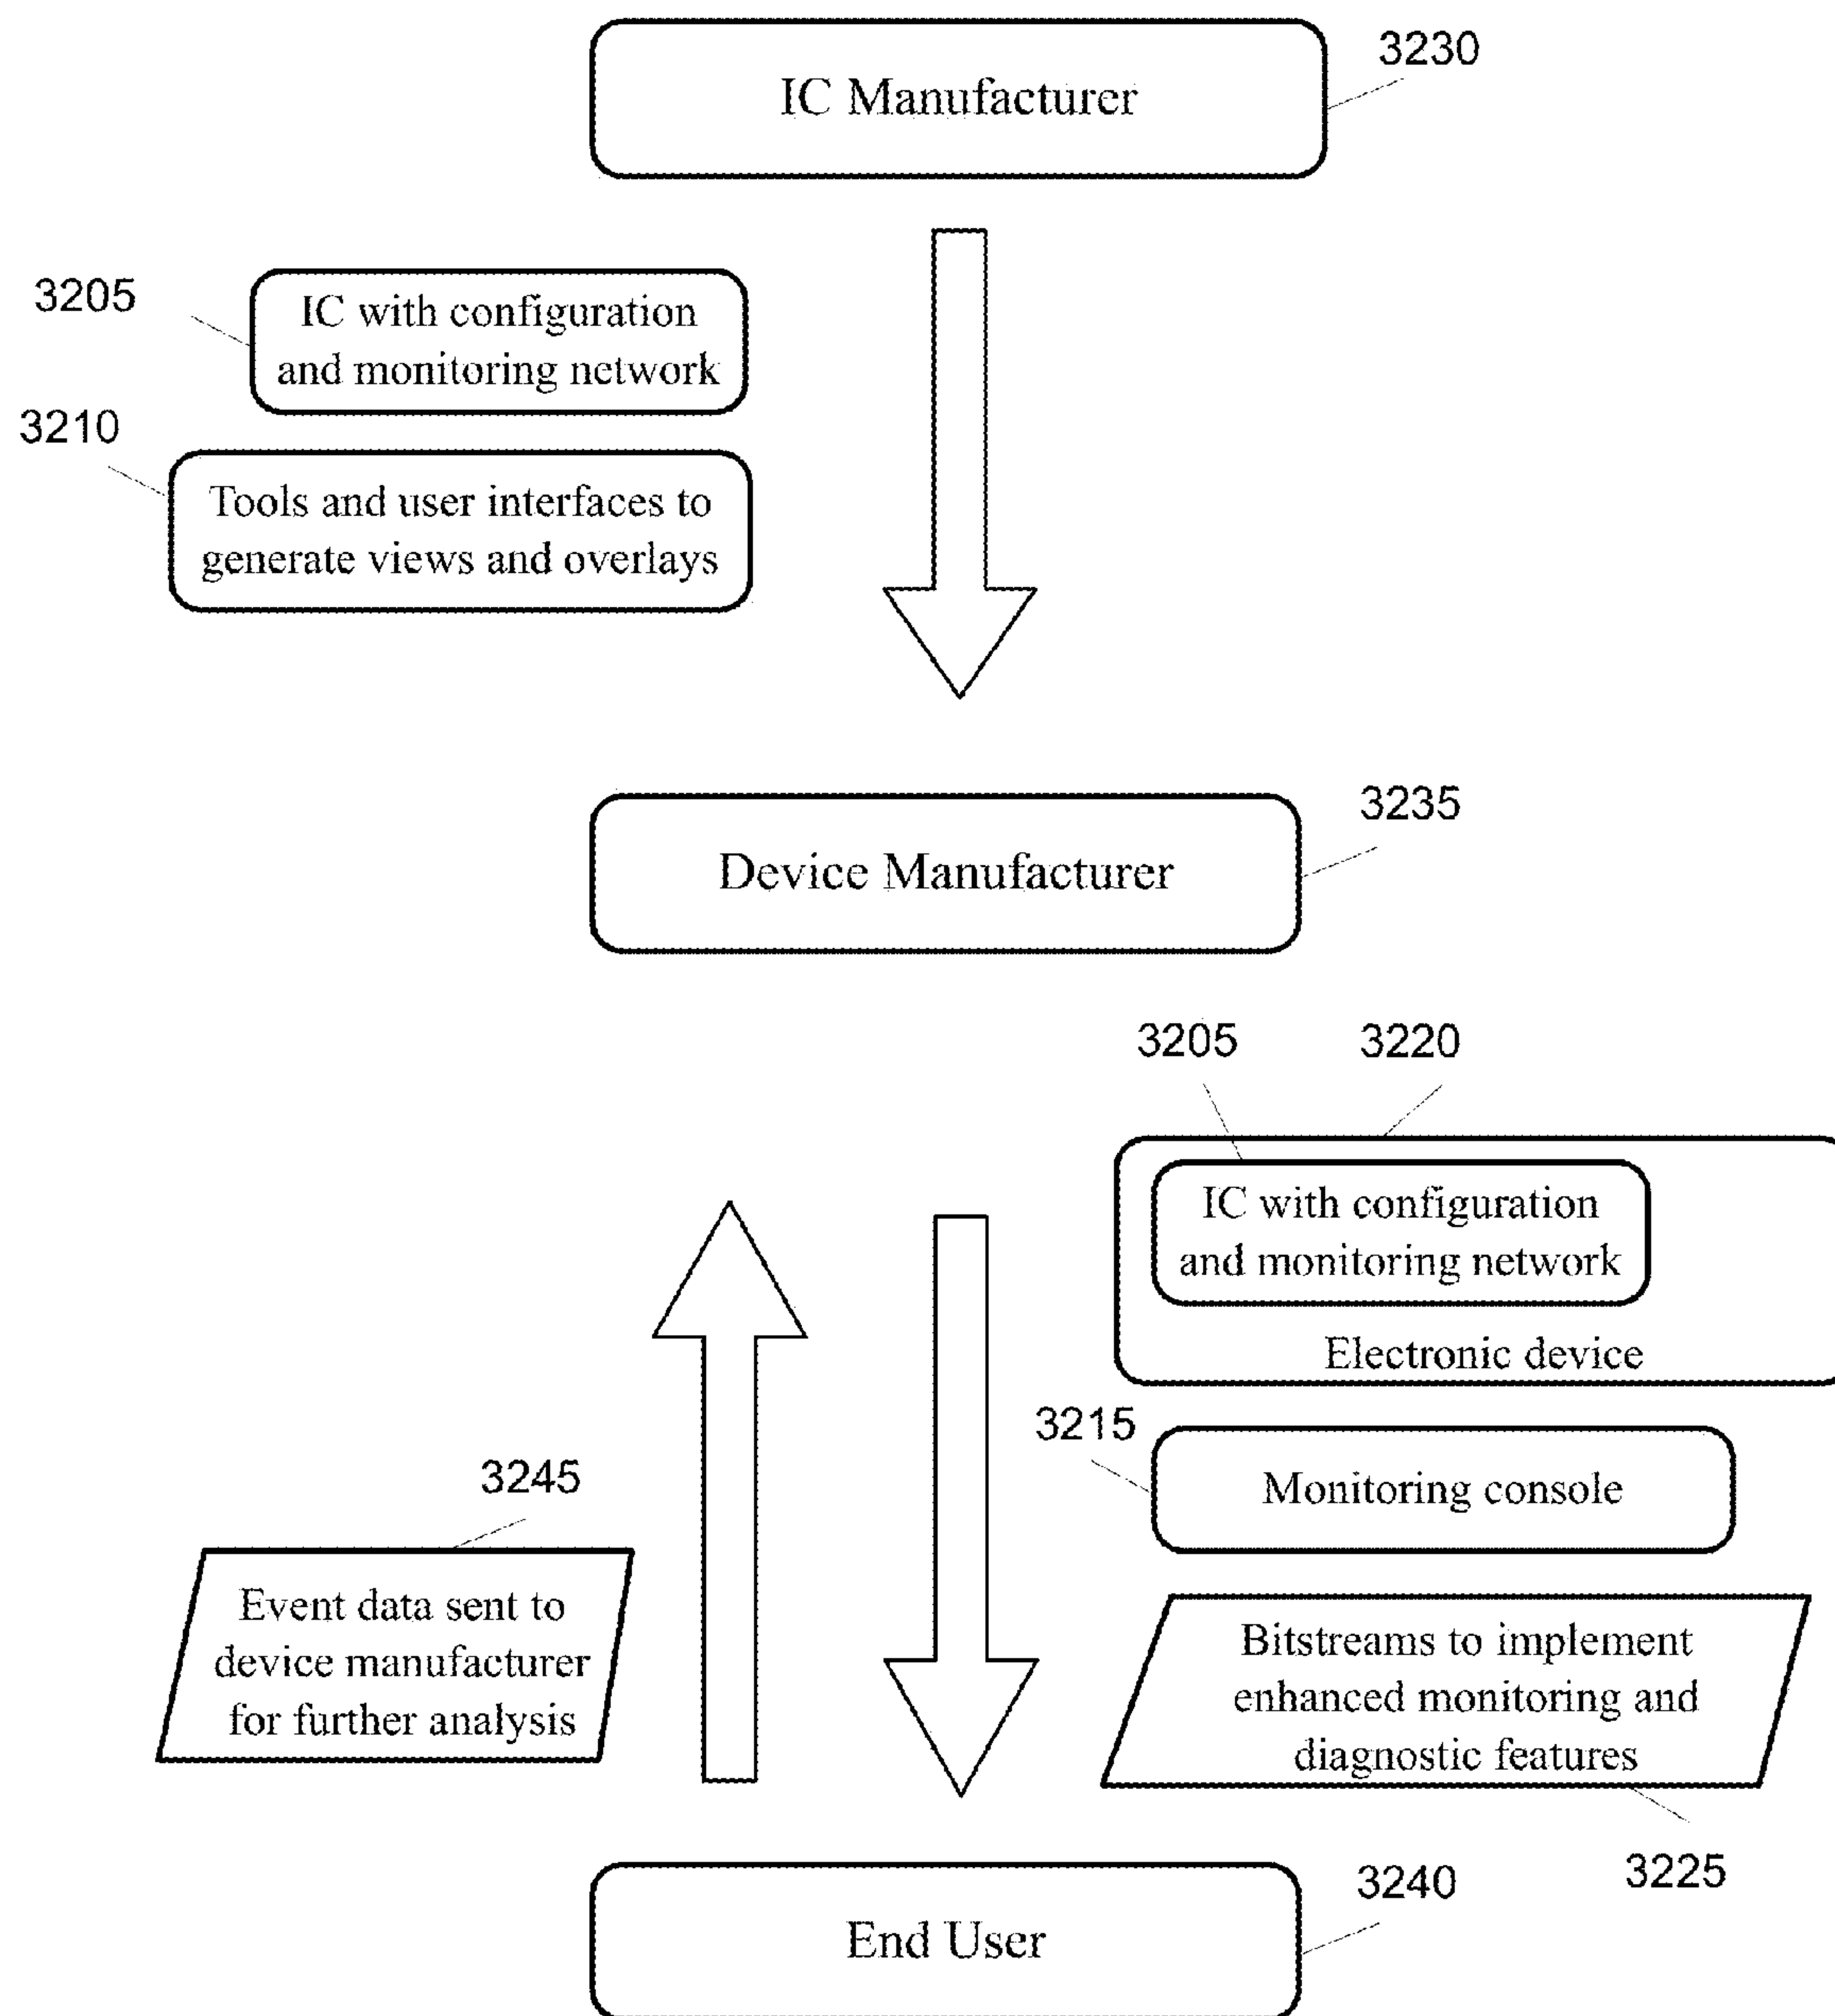 3230
IC Manufacturer
3205
IC with configuration
and monitoring network
3210
Tools and user interfaces to
generate views and overlays
3235
Device Manufacturer
3205
3220
IC with configuration
and monitoring network
Electronic device
3215
Monitoring console
3245
Event data sent to
device manufacturer
for further analysis
Bitstreams to implement
enhanced monitoring and
diagnostic features
3225
3240
End User